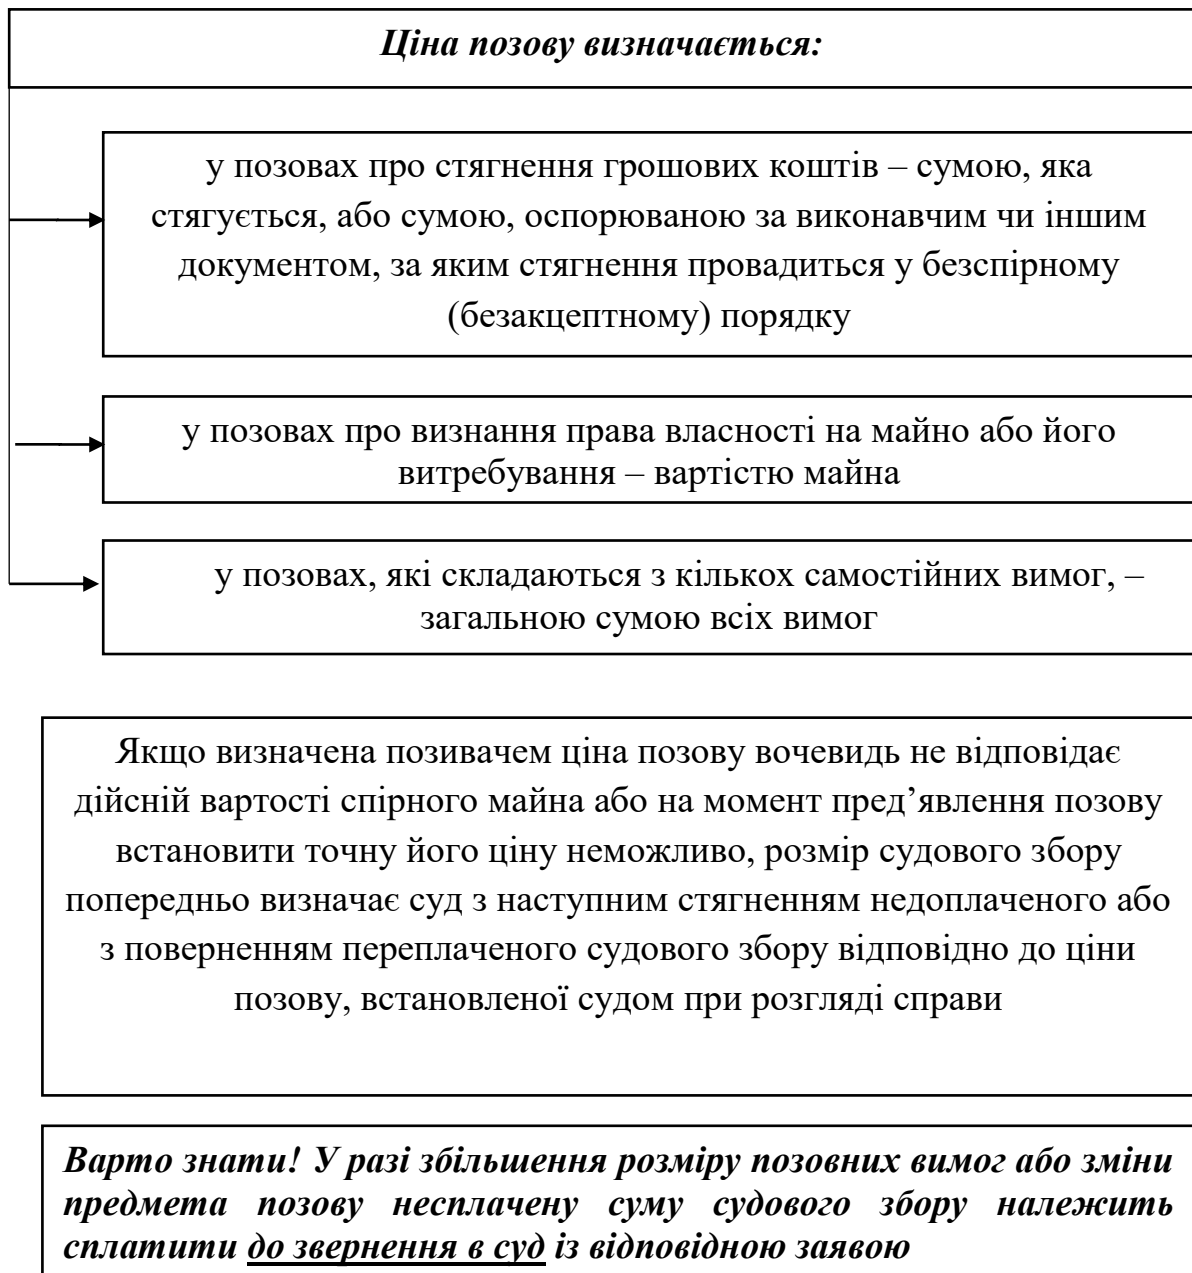 Ціна позову визначається:
у позовах про стягнення грошових коштів – сумою, яка
стягується, або сумою, оспорюваною за виконавчим чи іншим
документом, за яким стягнення провадиться у безспірному
(безакцептному) порядку
у позовах про визнання права власності на майно або його
витребування – вартістю майна
у позовах, які складаються з кількох самостійних вимог, –
загальною сумою всіх вимог
Якщо визначена позивачем ціна позову вочевидь не відповідає
дійсній вартості спірного майна або на момент пред’явлення позову
встановити точну його ціну неможливо, розмір судового збору
попередньо визначає суд з наступним стягненням недоплаченого або
з поверненням переплаченого судового збору відповідно до ціни
позову, встановленої судом при розгляді справи
Варто знати! У разі збільшення розміру позовних вимог або зміни
предмета позову несплачену суму судового збору належить
сплатити до звернення в суд із відповідною заявою